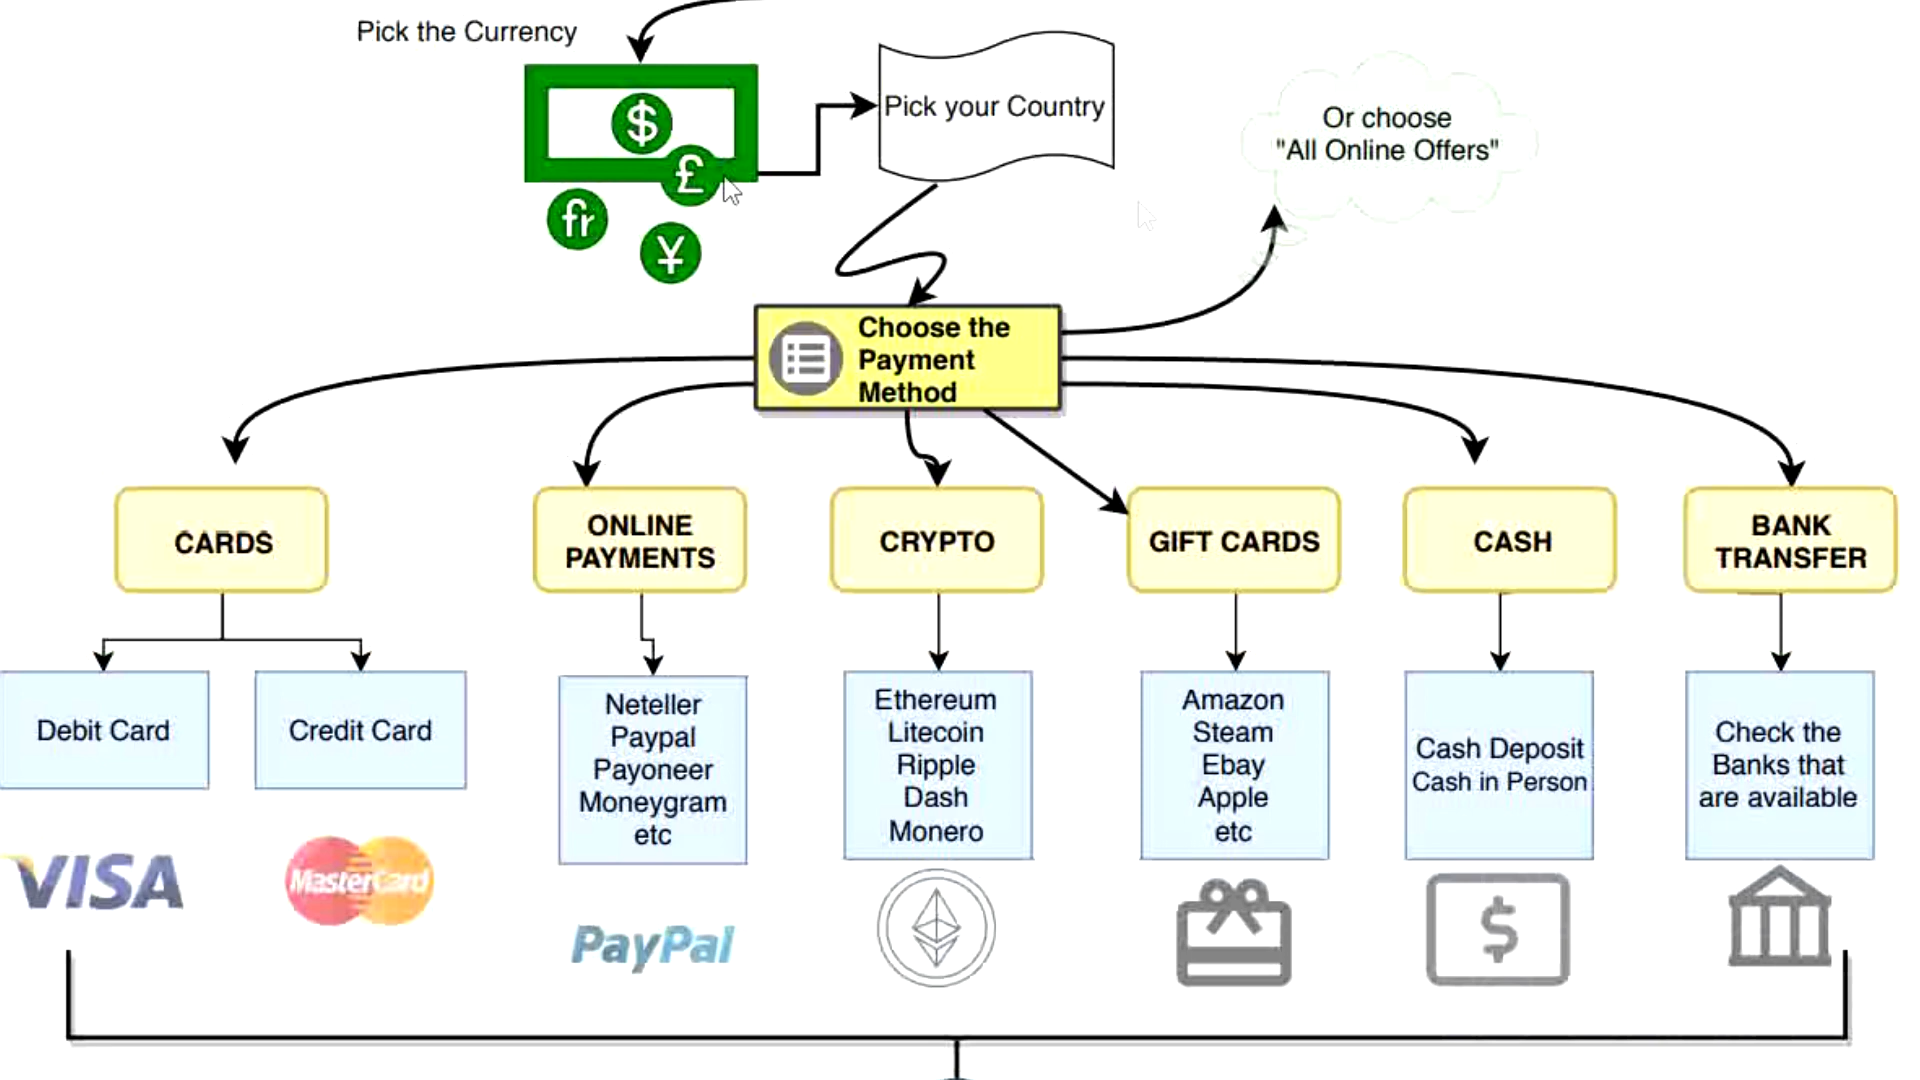 Pick the Currency
$
£
fr
¥
Pick your Country
Or choose
"All Online Offers"
Choose the
Payment
Method
CARDS
ONLINE
PAYMENTS
CRYPTO
GIFT CARDS
CASH
BANK
TRANSFER
Debit Card
Credit Card
Neteller
Paypal
Payoneer
Moneygram
etc
Ethereum
Litecoin
Ripple
Dash
Monero
Amazon
Steam
Ebay
Apple
etc
Cash Deposit
Cash in Person
Check the
Banks that
are available
VISA
MasterCard
PayPal
$